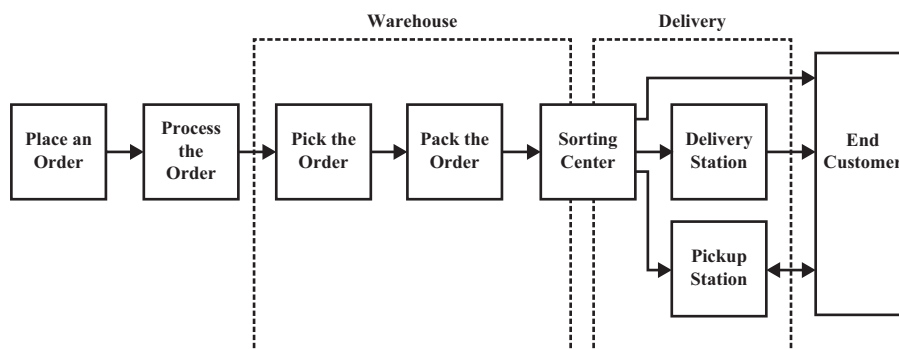 Warehouse
Delivery
Place an
Order
Process
the
Order
Pick the
Order
Pack the
Order
Sorting
Center
Delivery
Station
Pickup
Station
End
Customer